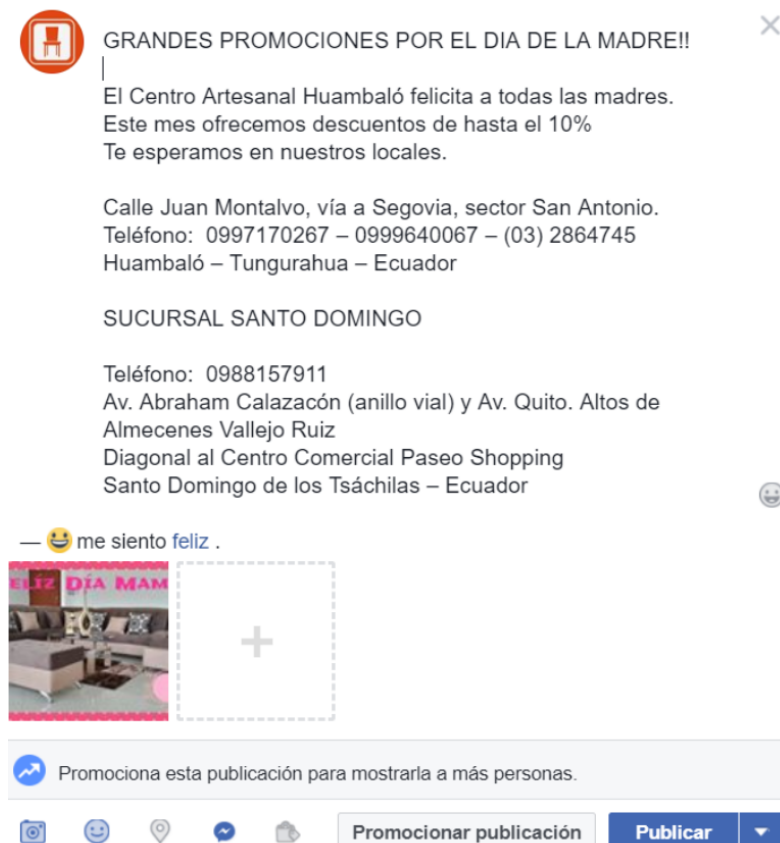 GRANDES PROMOCIONES POR EL DIA DE LA MADRE!!
El Centro Artesanal Huambaló felicita a todas las madres.
Este mes ofrecemos descuentos de hasta el 10%
Te esperamos en nuestros locales.
Calle Juan Montalvo, vía a Segovia, sector San Antonio.
Teléfono:  0997170267 – 0999640067 – (03) 2864745
Huambaló – Tungurahua – Ecuador
SUCURSAL SANTO DOMINGO
Teléfono:  0988157911
Av. Abraham Calazacón (anillo vial) y Av. Quito. Altos de
Almecenes Vallejo Ruiz
Diagonal al Centro Comercial Paseo Shopping
Santo Domingo de los Tsáchilas – Ecuador
— me siento feliz .
ELIZ DÍA MAM
Promociona esta publicación para mostrarla a más personas.
Promocionar publicación Publicar